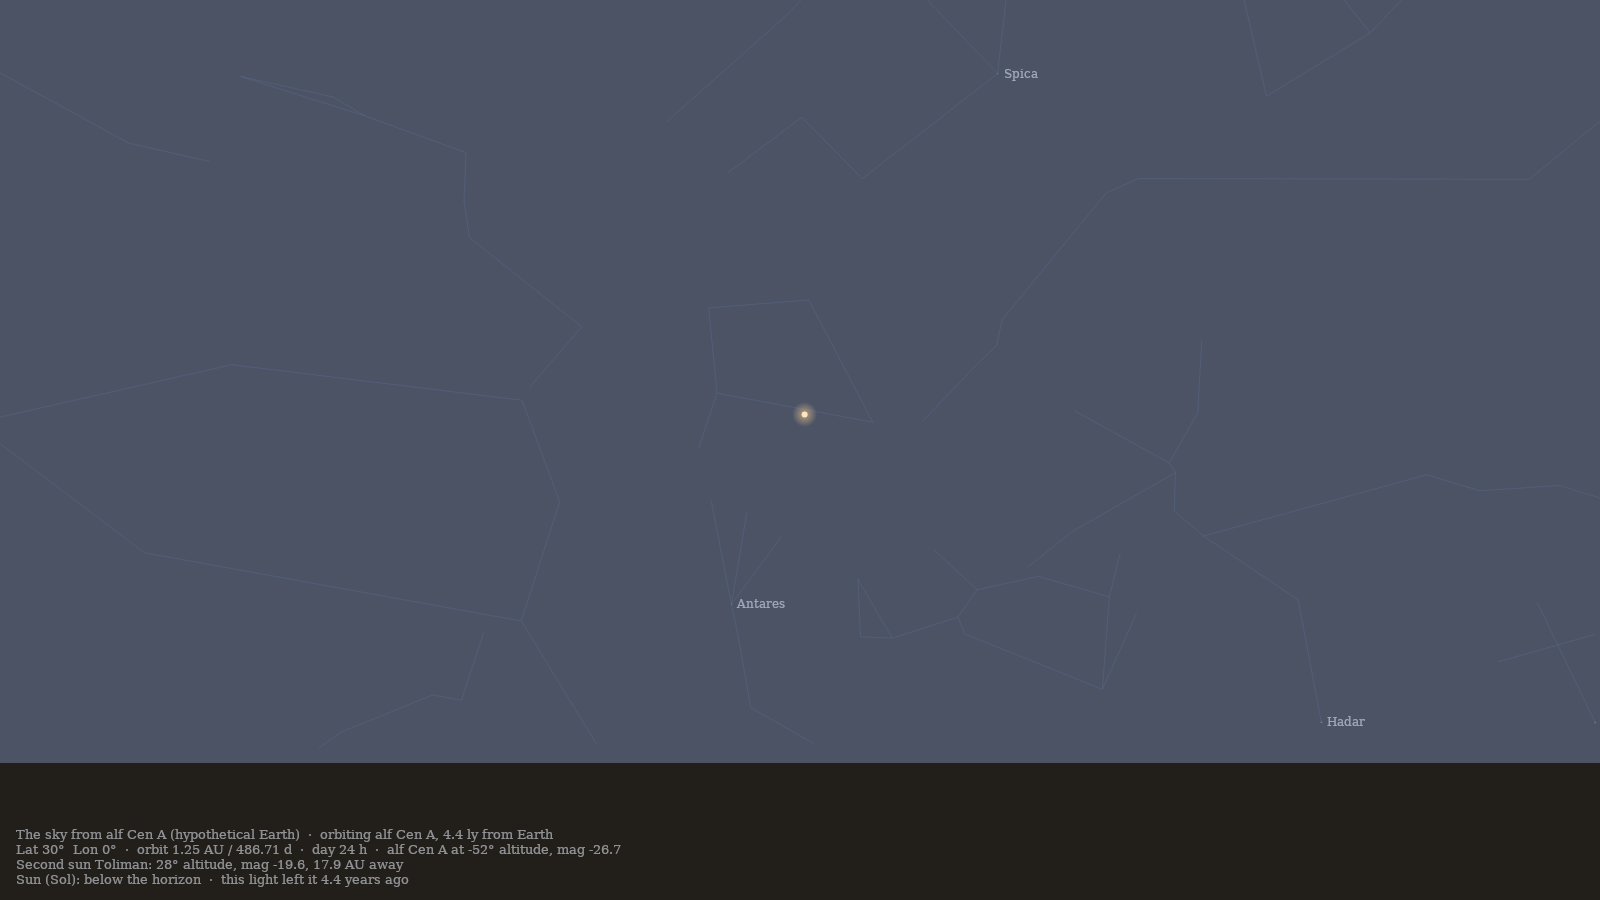 Spica
Antares
Hadar
The sky from alf Cen A (hypothetical Earth)  ·  orbiting alf Cen A, 4.4 ly from Earth
Lat 30°  Lon 0°  ·  orbit 1.25 AU / 486.71 d  ·  day 24 h  ·  alf Cen A at -52° altitude, mag -26.7
Second sun Toliman: 28° altitude, mag -19.6, 17.9 AU away
Sun (Sol): below the horizon  ·  this light left it 4.4 years ago